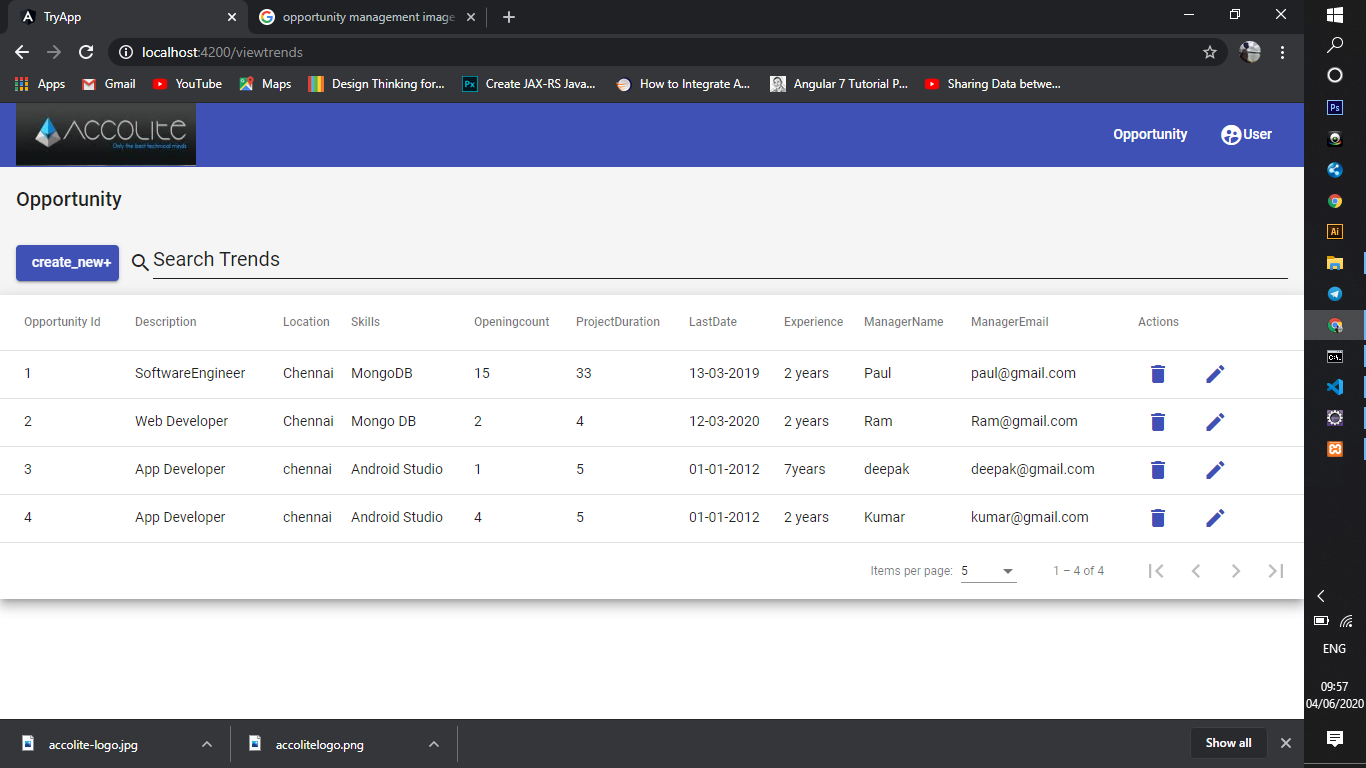 TryApp
opportunity management image
localhost:4200/viewtrends
Apps Gmail YouTube Maps Design Thinking for... Px Create JAX-RS Java... How to Integrate A... Angular 7 Tutorial P... Sharing Data betwe...
ACCOLITE
Only the best technical minds
Opportunity User
Opportunity
create_new+ Search Trends
Opportunity Id Description Location Skills Openingcount ProjectDuration LastDate Experience ManagerName ManagerEmail Actions
1 SoftwareEngineer Chennai MongoDB 15 33 13-03-2019 2 years Paul paul@gmail.com
2 Web Developer Chennai Mongo DB 2 4 12-03-2020 2 years Ram Ram@gmail.com
3 App Developer chennai Android Studio 1 5 01-01-2012 7years deepak deepak@gmail.com
4 App Developer chennai Android Studio 4 5 01-01-2012 2 years Kumar kumar@gmail.com
Items per page: 5 1 – 4 of 4
accolite-logo.jpg accolitelogo.png Show all
Ps
Ai
ENG
09:57
04/06/2020